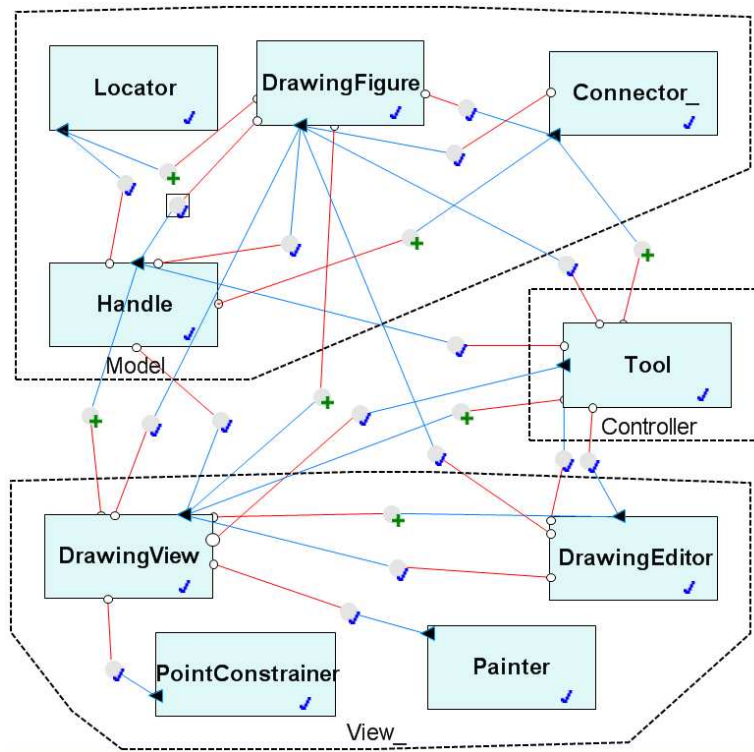 Locator
DrawingFigure
Connector_
Handle
Model
Tool
Controller
DrawingView
DrawingEditor
PointConstrainer
Painter
View_